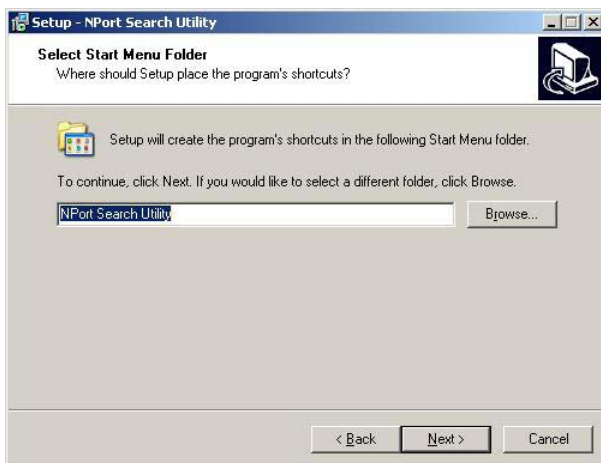 Setup - NPort Search Utility
Select Start Menu Folder
Where should Setup place the program's shortcuts?
Setup will create the program's shortcuts in the following Start Menu folder.
To continue, click Next. If you would like to select a different folder, click Browse.
NPort Search Utility
Browse...
< Back
Next >
Cancel